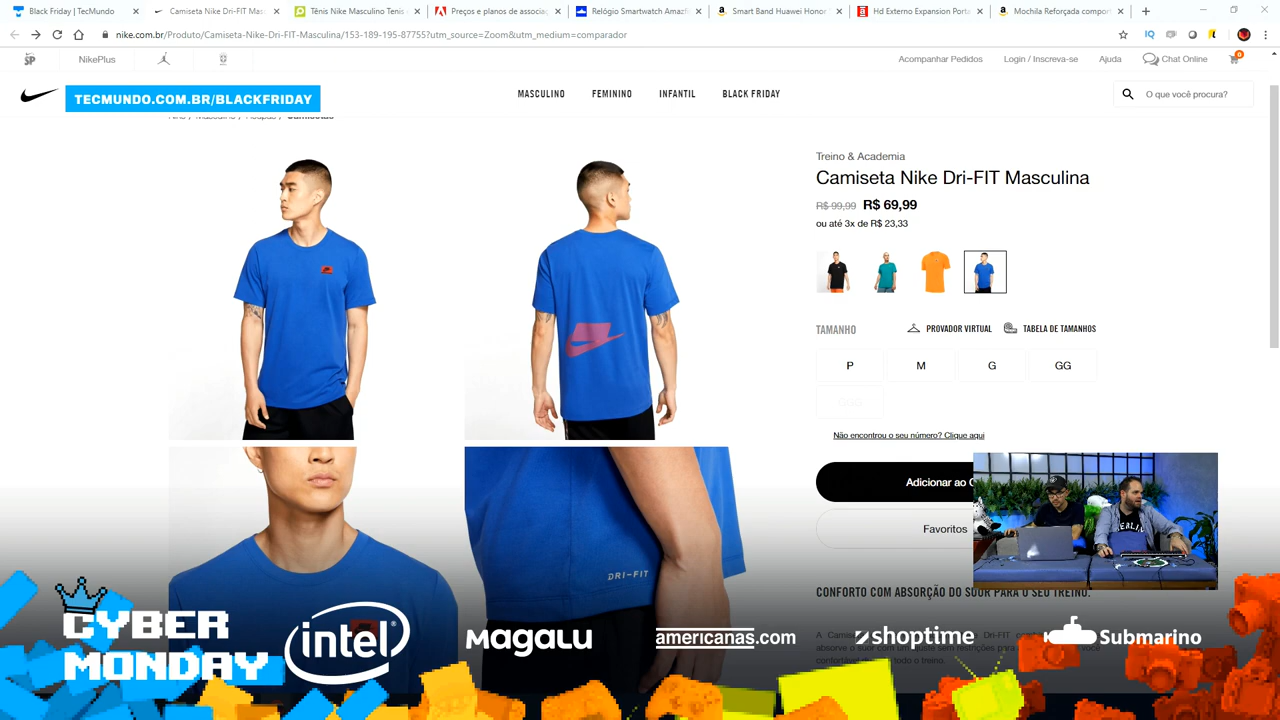 Black Friday | TecMundo
Camiseta Nike Dri-FIT Mas
Tênis Nike Masculino Tenis
Preços e planos de associa
Relógio Smartwatch Amazfi
Smart Band Huawei Honor
Hd Externo Expansion Porta
Mochila Reforçada compor
nike.com.br/Produto/Camiseta-Nike-Dri-FIT-Masculina/153-189-195-87755?utm_source=Zoom&utm_medium=comparador
SP
NikePlus
Acompanhar Pedidos
Login / Inscreva-se
Ajuda
Chat Online
0
TECMUNDO.COM.BR/BLACKFRIDAY
MASCULINO
FEMININO
INFANTIL
BLACK FRIDAY
O que você procura?
Treino & Academia
Camiseta Nike Dri-FIT Masculina
R$ 99,99 R$ 69,99
ou até 3x de R$ 23,33
TAMANHO
PROVADOR VIRTUAL
TABELA DE TAMANHOS
P
M
G
GG
GGG
Não encontrou o seu número? Clique aqui
Adicionar ao C
Favoritos
DRI-FIT
CONFORTO COM ABSORÇÃO DO SUOR PARA O SEU TREINO.
CYBER
MONDAY
intel
Magalu
americanas.com
shoptime
Submarino